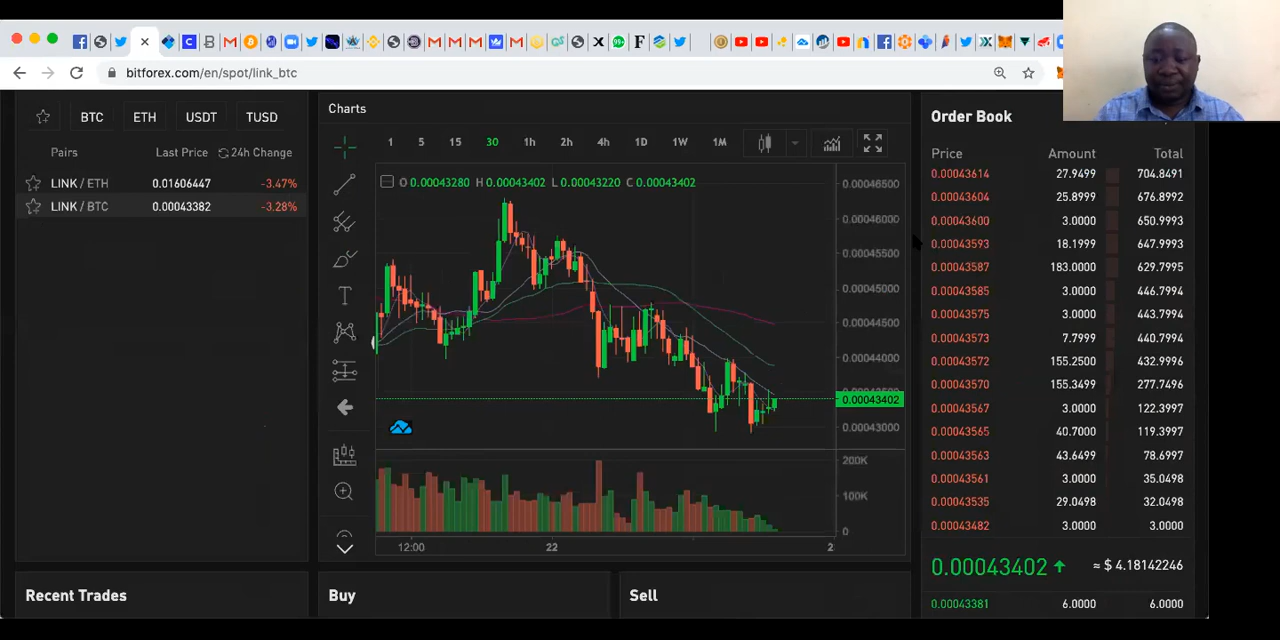 bitforex.com/en/spot/link_btc
BTC ETH USDT TUSD
Pairs Last Price 24h Change
LINK / ETH 0.01606447 -3.47%
LINK / BTC 0.00043382 -3.28%
Charts
1 5 15 30 1h 2h 4h 1D 1W 1M
O 0.00043280 H 0.00043402 L 0.00043220 C 0.00043402
0.00046500
0.00046000
0.00045500
0.00045000
0.00044500
0.00044000
0.00043402
0.00043000
200K
100K
0
12:00 22 2
Order Book
Price Amount Total
0.00043614 27.9499 704.8491
0.00043604 25.8999 676.8992
0.00043600 3.0000 650.9993
0.00043593 18.1999 647.9993
0.00043587 183.0000 629.7995
0.00043585 3.0000 446.7994
0.00043575 3.0000 443.7994
0.00043573 7.7999 440.7994
0.00043572 155.2500 432.9996
0.00043570 155.3499 277.7496
0.00043567 3.0000 122.3997
0.00043565 40.7000 119.3997
0.00043563 43.6499 78.6997
0.00043561 3.0000 35.0498
0.00043535 29.0498 32.0498
0.00043482 3.0000 3.0000
0.00043402 ≈ $ 4.18142246
0.00043381 6.0000 6.0000
Recent Trades
Buy
Sell